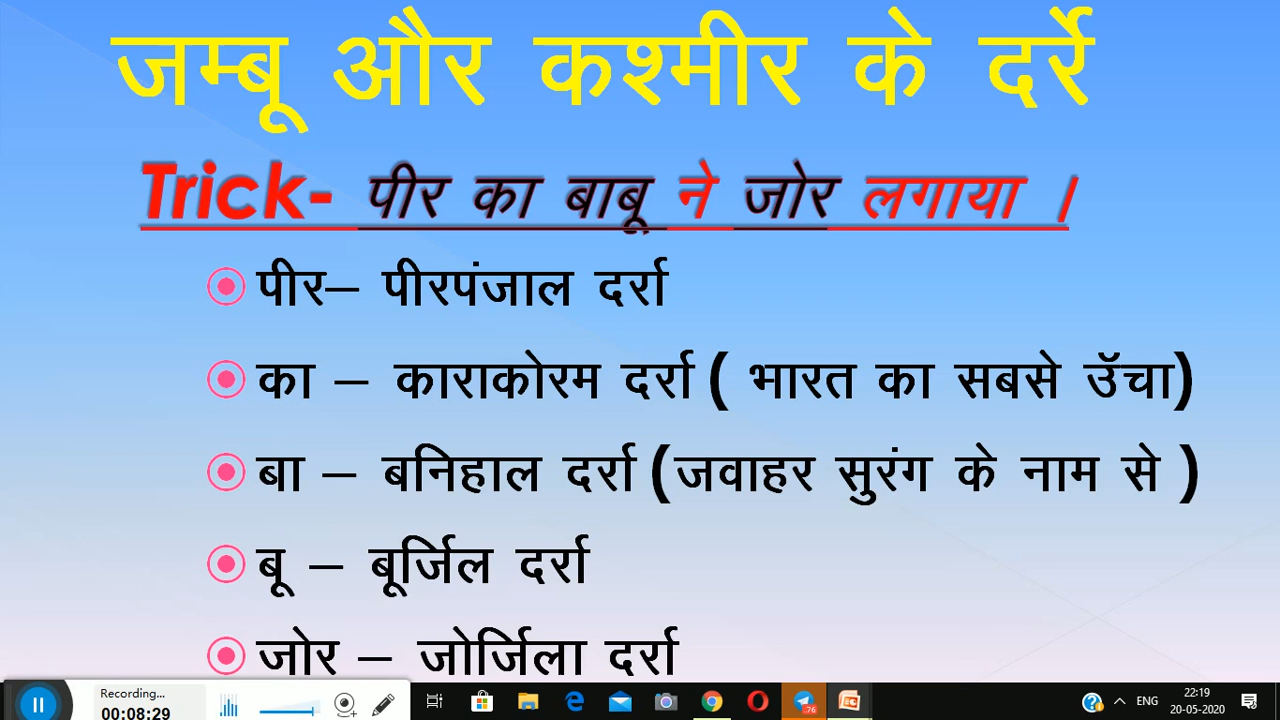 जम्बू और कश्मीर के दर्रे
Trick- पीर का बाबू ने जोर लगाया ।
पीर– पीरपंजाल दर्रा
का – काराकोरम दर्रा ( भारत का सबसे उॅचा)
बा – बनिहाल दर्रा (जवाहर सुरंग के नाम से )
बू – बूर्जिल दर्रा
जोर – जोर्जिला दर्रा
Recording...
00:08:29
76
ENG
22:19
20-05-2020